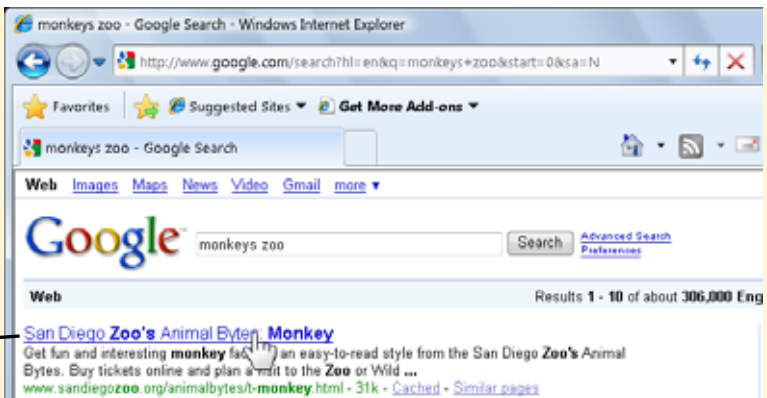 monkeys zoo - Google Search - Windows Internet Explorer
http://www.google.com/search?hl=en&q=monkeys+zoo&start=0&sa=N
Favorites Suggested Sites Get More Add-ons
monkeys zoo - Google Search
Web Images Maps News Video Gmail more
Google monkeys zoo Search Advanced Search
Preferences
Web Results 1 - 10 of about 306,000 Eng
San Diego Zoo's Animal Bytes: Monkey
Get fun and interesting monkey an easy-to-read style from the San Diego Zoo's Animal
Bytes. Buy tickets online and plan a visit to the Zoo or Wild ...
www.sandiegozoo.org/animalbytes/t-monkey.html - 31k - Cached - Similar pages